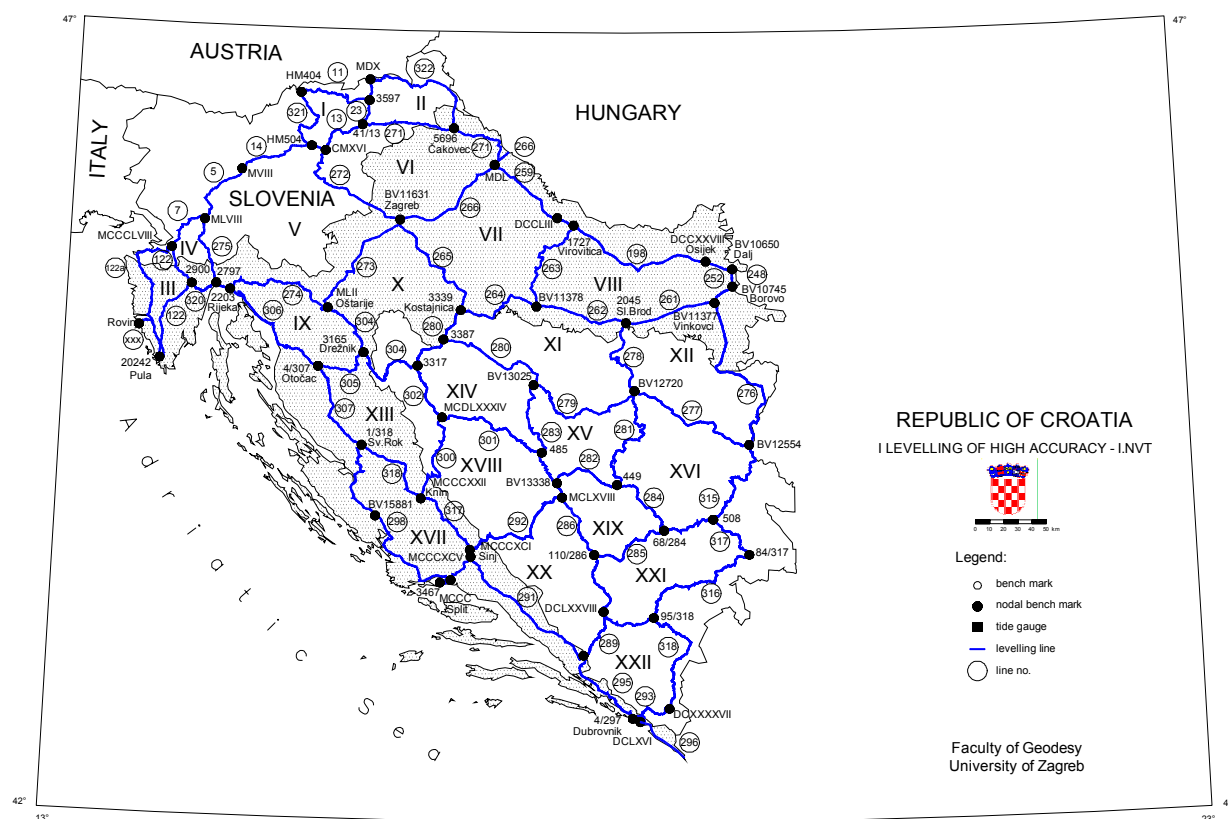 47°
47°
AUSTRIA
HUNGARY
ITALY
SLOVENIA
HM404
11
MDX
322
321
I
3597
II
23
13
41/13
271
5696
Čakovec
271
266
14
HM504
CMXVI
VI
MDL
259
5
MVIII
272
BV11631
Zagreb
266
7
MLVIII
V
VII
DCCLIII
1727
Virovitica
198
DCCXXVIII
Osijek
BV10650
Dalj
MCCCLVIII
IV
275
122
122a
2900
2797
273
265
263
VIII
252
248
III
320
2203
Rijeka
274
MLII
Oštarije
X
3339
Kostajnica
264
BV11378
2045
Sl.Brod
261
BV10745
Borovo
262
BV11377
Vinkovci
Rovinj
xxx
122
306
IX
304
280
3387
280
XI
XII
3165
Drežnik
304
278
20242
Pula
4/307
Otočac
305
3317
302
XIV
BV13025
BV12720
276
307
XIII
MCDLXXXIV
279
277
1/318
Sv.Rok
301
283
XV
281
BV12554
318
300
XVIII
485
282
XVI
MCCCXXII
Knin
BV13338
449
BV15881
298
317
MCLXVIII
284
315
XVII
292
286
XIX
508
68/284
317
MCCCXCI
Sinj
MCCCXCV
XX
110/286
285
84/317
XXI
3467
MCCC
Split
291
316
DCLXXVIII
95/318
289
318
XXII
295
293
4/297
Dubrovnik
DCXXXXVII
DCLXVI
296
Adriatic Sea
REPUBLIC OF CROATIA
I LEVELLING OF HIGH ACCURACY - I.NVT
0 10 20 30 40 50 km
Legend:
bench mark
nodal bench mark
tide gauge
levelling line
line no.
Faculty of Geodesy
University of Zagreb
42°
4
13°
23°